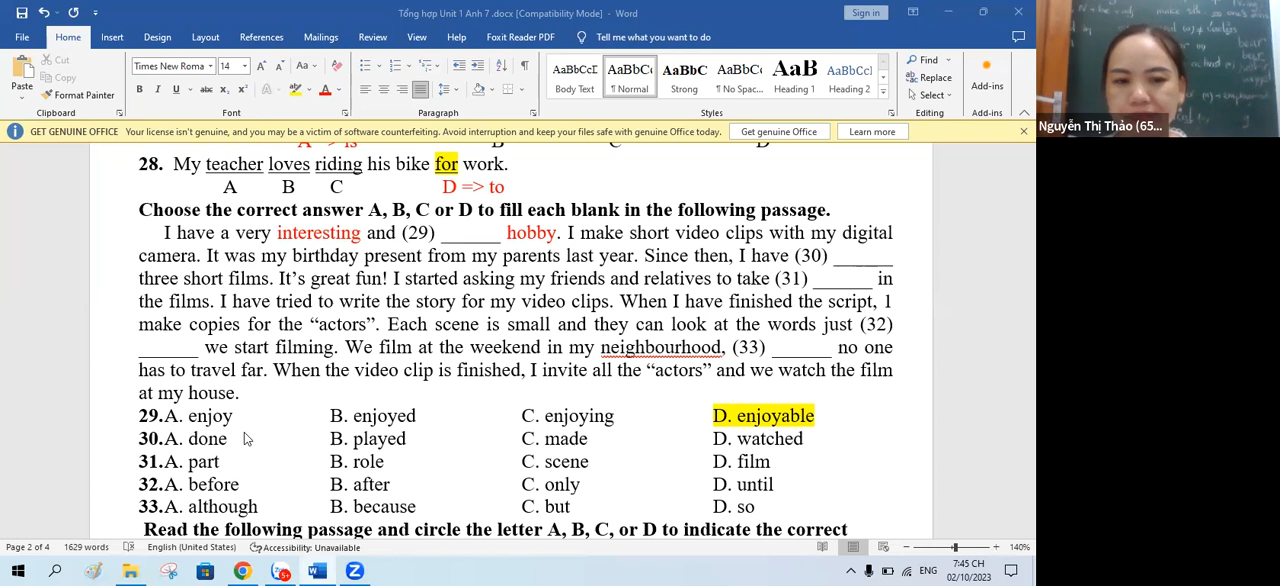 Tổng hợp Unit 1 Anh 7 .docx [Compatibility Mode] - Word
Sign in
File Home Insert Design Layout References Mailings Review View Help Foxit Reader PDF Tell me what you want to do
Cut
Copy
Format Painter
Paste
Times New Roma 14
Find
Replace
Select
Add-ins
AaBbCcDc Body Text
AaBbCc ¶ Normal
AaBbC Strong
AaBbCc ¶ No Spac...
AaB Heading 1
AaBbCc Heading 2
Clipboard Font Paragraph Styles Editing Add-ins
GET GENUINE OFFICE Your license isn't genuine, and you may be a victim of software counterfeiting. Avoid interruption and keep your files safe with genuine Office today. Get genuine Office Learn more
Nguyễn Thị Thảo (65...
28. My teacher loves riding his bike for work.
A B C D => to
Choose the correct answer A, B, C or D to fill each blank in the following passage.
I have a very interesting and (29) ______ hobby. I make short video clips with my digital
camera. It was my birthday present from my parents last year. Since then, I have (30) ______
three short films. It's great fun! I started asking my friends and relatives to take (31) ______ in
the films. I have tried to write the story for my video clips. When I have finished the script, 1
make copies for the “actors”. Each scene is small and they can look at the words just (32)
______ we start filming. We film at the weekend in my neighbourhood, (33) ______ no one
has to travel far. When the video clip is finished, I invite all the “actors” and we watch the film
at my house.
29.A. enjoy B. enjoyed C. enjoying D. enjoyable
30.A. done B. played C. made D. watched
31.A. part B. role C. scene D. film
32.A. before B. after C. only D. until
33.A. although B. because C. but D. so
Read the following passage and circle the letter A, B, C, or D to indicate the correct
Page 2 of 4 1629 words English (United States) Accessibility: Unavailable 140%
ENG 7:45 CH
02/10/2023